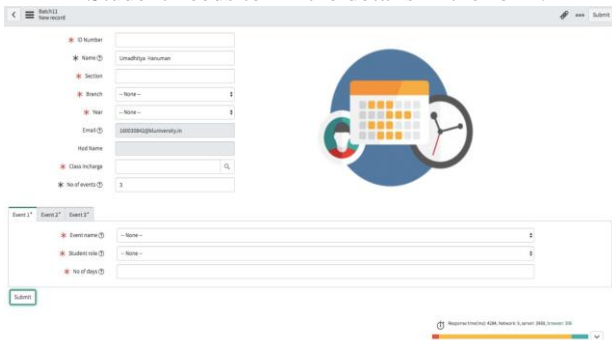 Batch11
New record
Submit
ID Number
Name
Umadhitya Hanuman
Section
Branch
-- None --
Year
-- None --
Email
Hod Name
Class Incharge
No of events
3
Event 1*
Event 2*
Event 3*
Event name
-- None --
Student role
-- None --
No of days
Submit